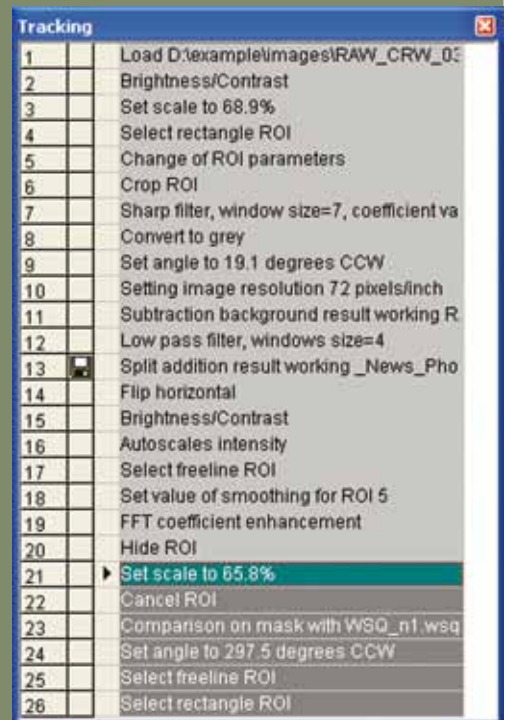 Tracking
1 Load D:\example\images\RAW_CRW_03
2 Brightness/Contrast
3 Set scale to 68.9%
4 Select rectangle ROI
5 Change of ROI parameters
6 Crop ROI
7 Sharp filter, window size=7, coefficient va
8 Convert to grey
9 Set angle to 19.1 degrees CCW
10 Setting image resolution 72 pixels/inch
11 Subtraction background result working R
12 Low pass filter, windows size=4
13 Split addition result working _News_Pho
14 Flip horizontal
15 Brightness/Contrast
16 Autoscales intensity
17 Select freeline ROI
18 Set value of smoothing for ROI 5
19 FFT coefficient enhancement
20 Hide ROI
21 Set scale to 65.8%
22 Cancel ROI
23 Comparison on mask with WSQ_n1.wsq
24 Set angle to 297.5 degrees CCW
25 Select freeline ROI
26 Select rectangle ROI